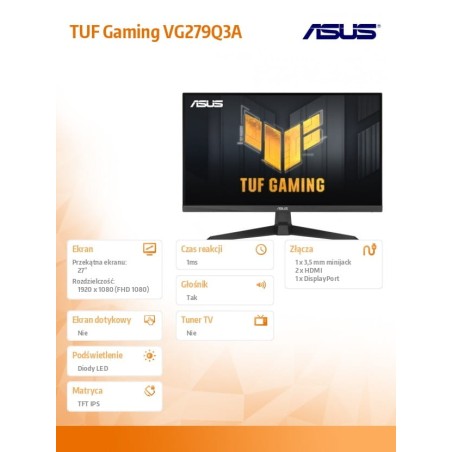 TUF Gaming VG279Q3A
ASUS
ASUS
TUF GAMING
ASUS
Ekran
Przekątna ekranu:
27"
Rozdzielczość:
1920 x 1080 (FHD 1080)
Czas reakcji
1ms
Złącza
1 x 3,5 mm minijack
2 x HDMI
1 x DisplayPort
Głośnik
Tak
Ekran dotykowy
Nie
Tuner TV
Nie
Podświetlenie
Diody LED
Matryca
TFT IPS